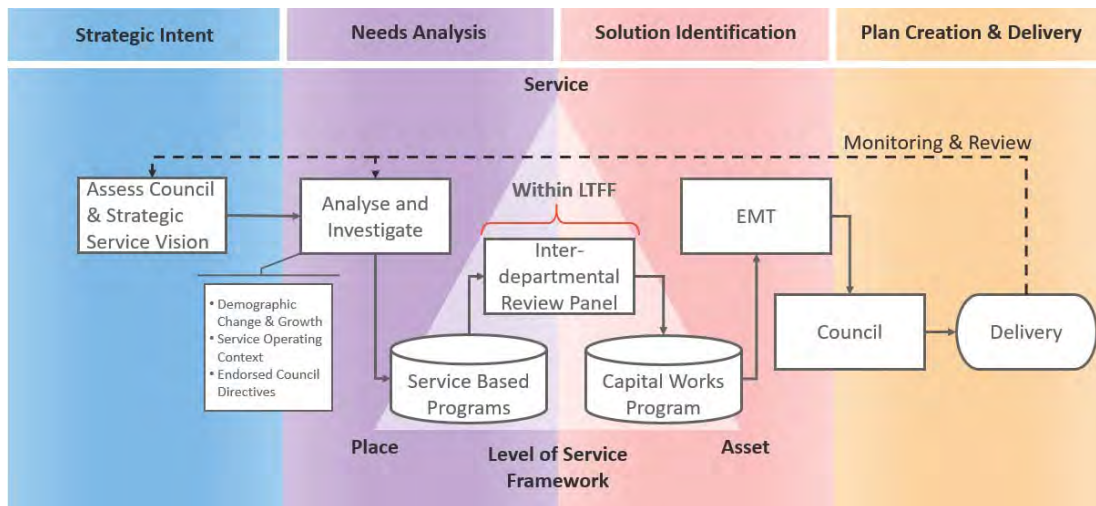 Strategic Intent
Needs Analysis
Solution Identification
Plan Creation & Delivery
Service
Monitoring & Review
Assess Council
& Strategic
Service Vision
Analyse and
Investigate
Within LTFF
Inter-
departmental
Review Panel
EMT
Council
Delivery
• Demographic
Change & Growth
• Service Operating
Context
• Endorsed Council
Directives
Service Based
Programs
Capital Works
Program
Place
Level of Service
Framework
Asset